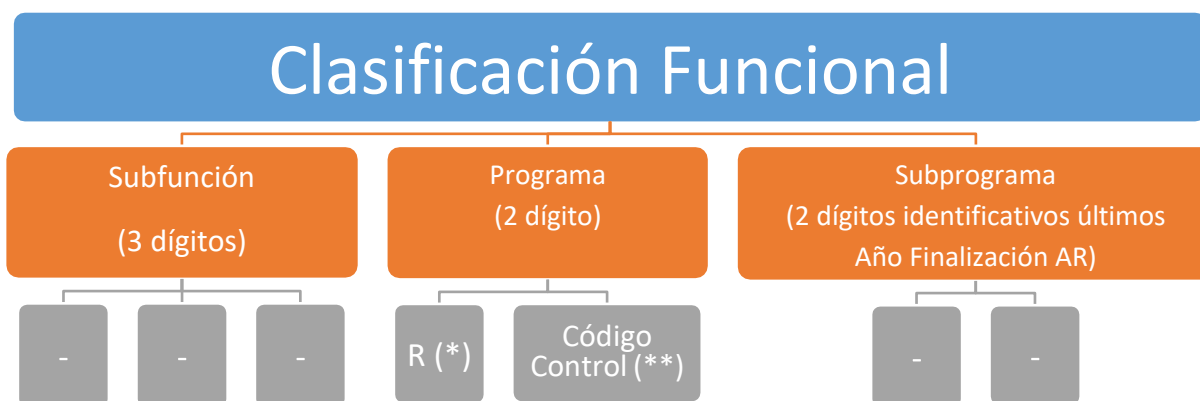 Clasificación Funcional
Subfunción
(3 dígitos)
Programa
(2 dígito)
Subprograma
(2 dígitos identificativos últimos
Año Finalización AR)
-
-
-
R (*)
Código
Control (**)
-
-